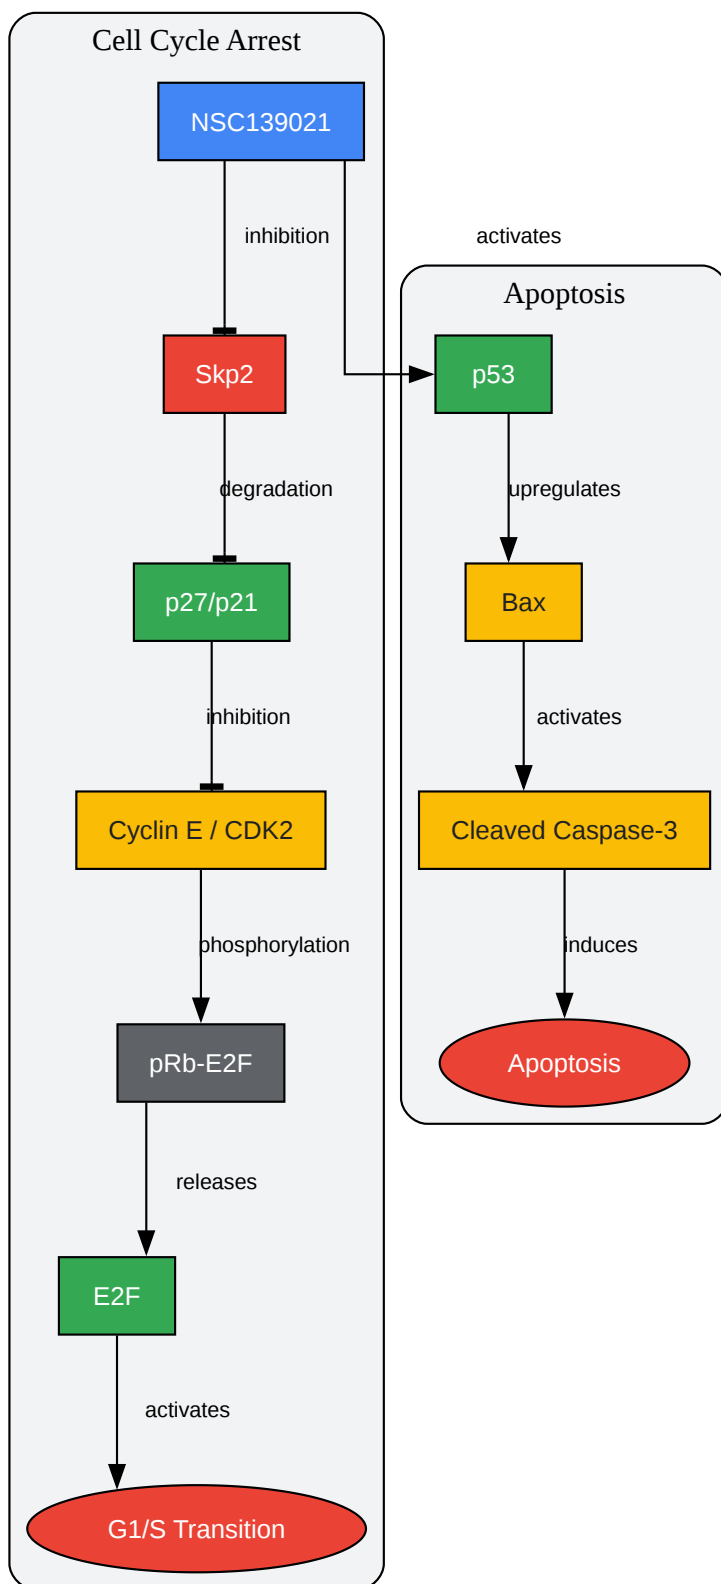 Cell Cycle Arrest
NSC139021
inhibition
activates
Apoptosis
Skp2
p53
degradation
upregulates
p27/p21
Bax
inhibition
activates
Cyclin E / CDK2
Cleaved Caspase-3
phosphorylation
induces
pRb-E2F
Apoptosis
releases
E2F
activates
G1/S Transition